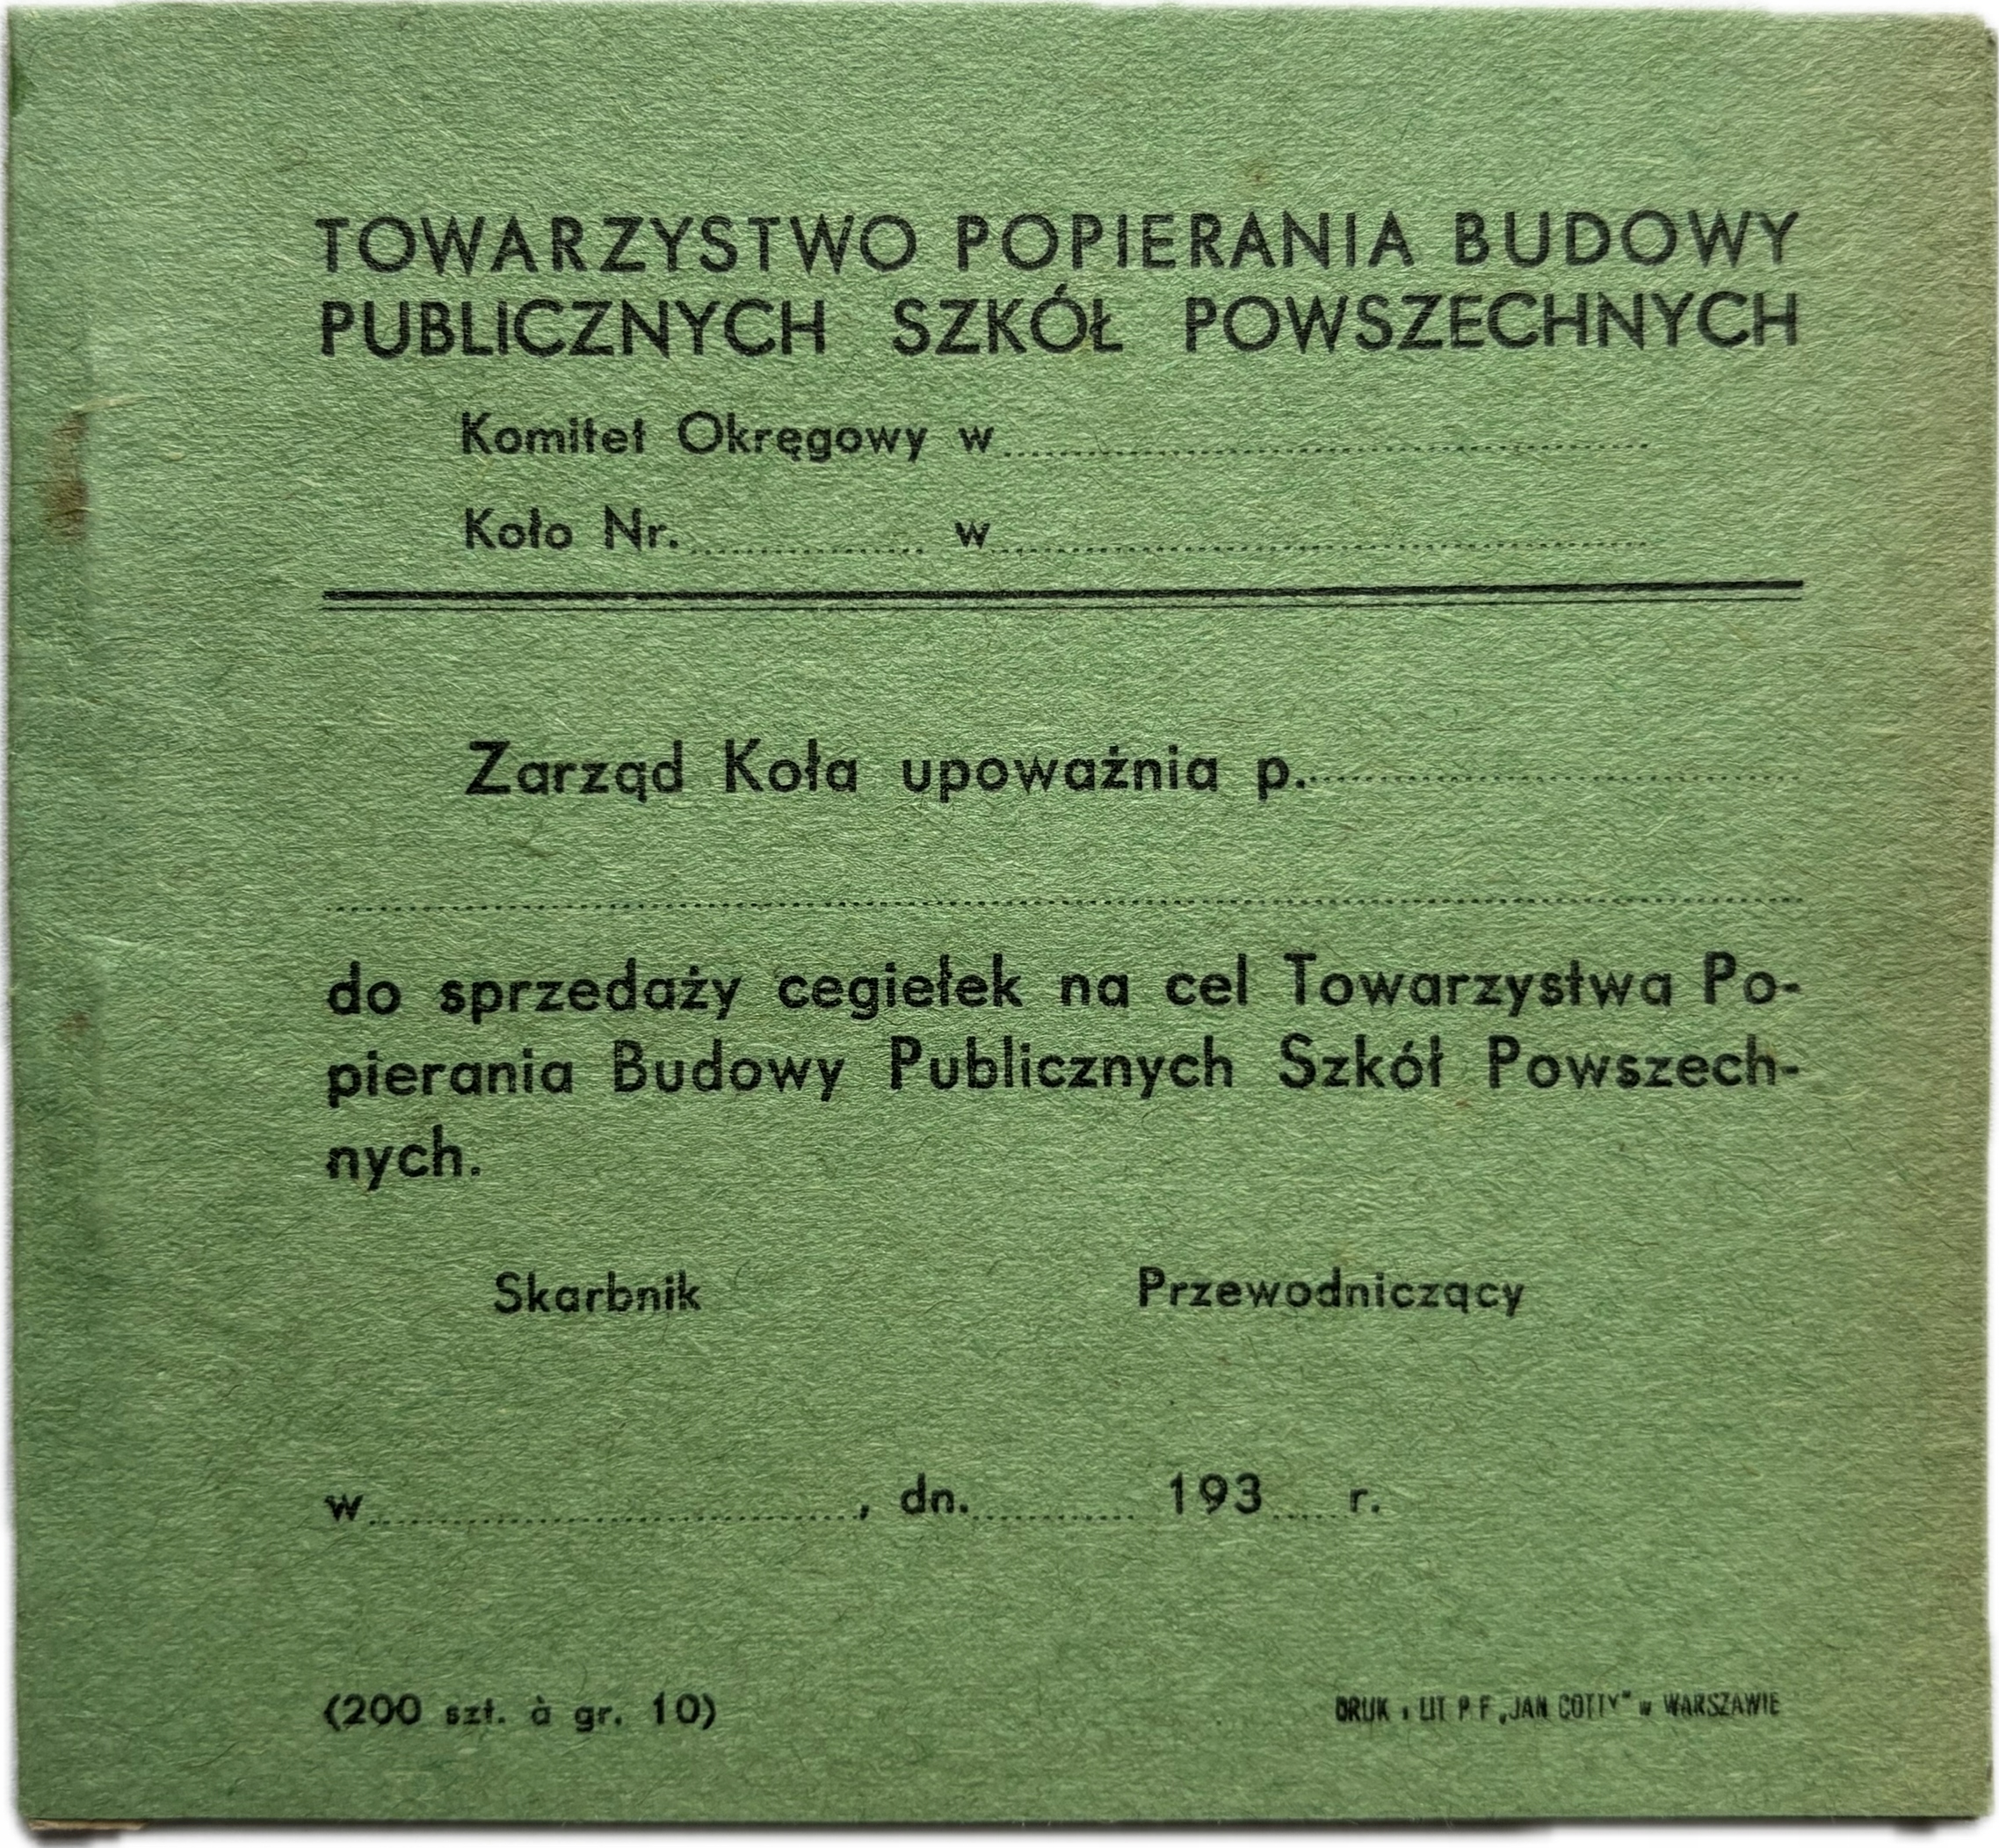 TOWARZYSTWO POPIERANIA BUDOWY
PUBLICZNYCH SZKÓŁ POWSZECHNYCH
Komitet Okręgowy w
Koło Nr. w
Zarząd Koła upoważnia p.
do sprzedaży cegiełek na cel Towarzystwa Po-
pierania Budowy Publicznych Szkół Powszech-
nych.
Skarbnik Przewodniczący
w , dn. 193 r.
(200 szt. à gr. 10) DRUK i LIT P F „JAN COTTY" w WARSZAWIE